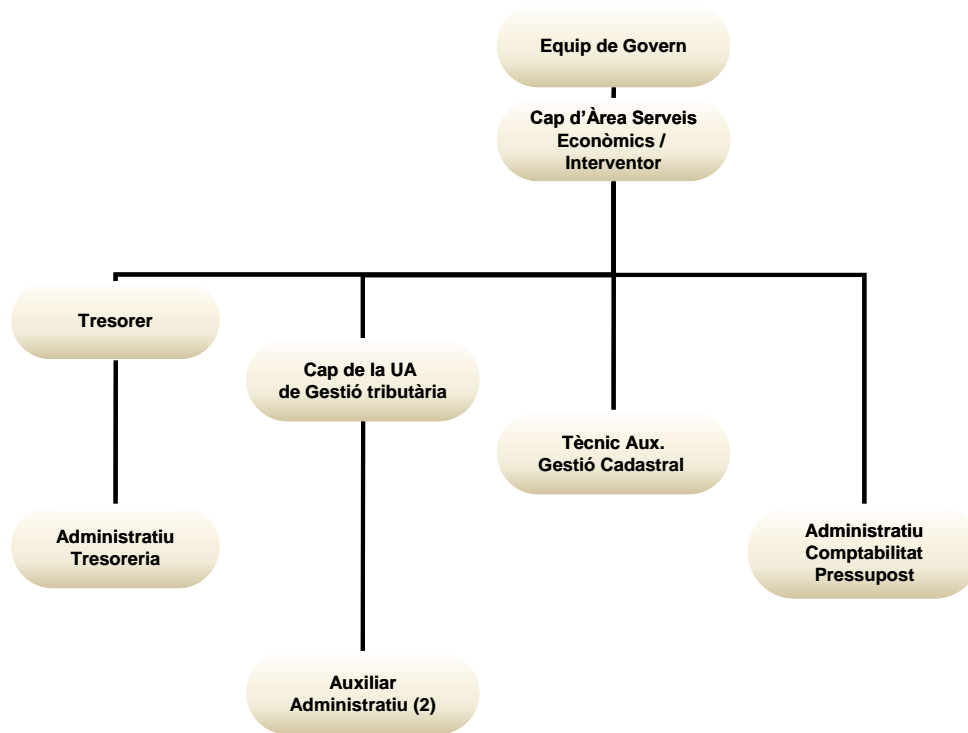 Equip de Govern
Cap d’Àrea Serveis
Econòmics /
Interventor
Tresorer
Cap de la UA
de Gestió tributària
Tècnic Aux.
Gestió Cadastral
Administratiu
Tresoreria
Administratiu
Comptabilitat
Pressupost
Auxiliar
Administratiu (2)